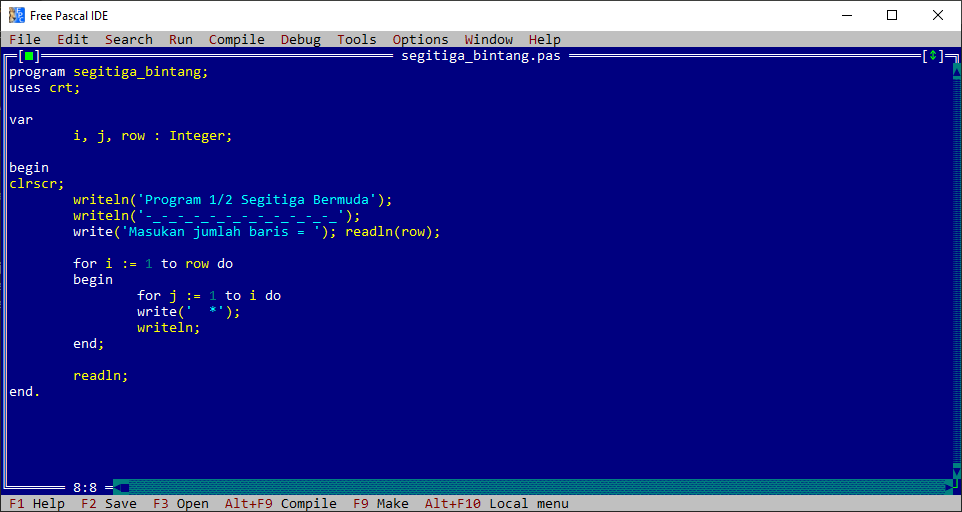 Free Pascal IDE
File Edit Search Run Compile Debug Tools Options Window Help
segitiga_bintang.pas
program segitiga_bintang;
uses crt;
var
i, j, row : Integer;
begin
clrscr;
writeln('Program 1/2 Segitiga Bermuda');
writeln('-_-_-_-_-_-_-_-_-_-_-_-_');
write('Masukan jumlah baris = '); readln(row);
for i := 1 to row do
begin
for j := 1 to i do
write('  *');
writeln;
end;
readln;
end.
8:8
F1 Help F2 Save F3 Open Alt+F9 Compile F9 Make Alt+F10 Local menu